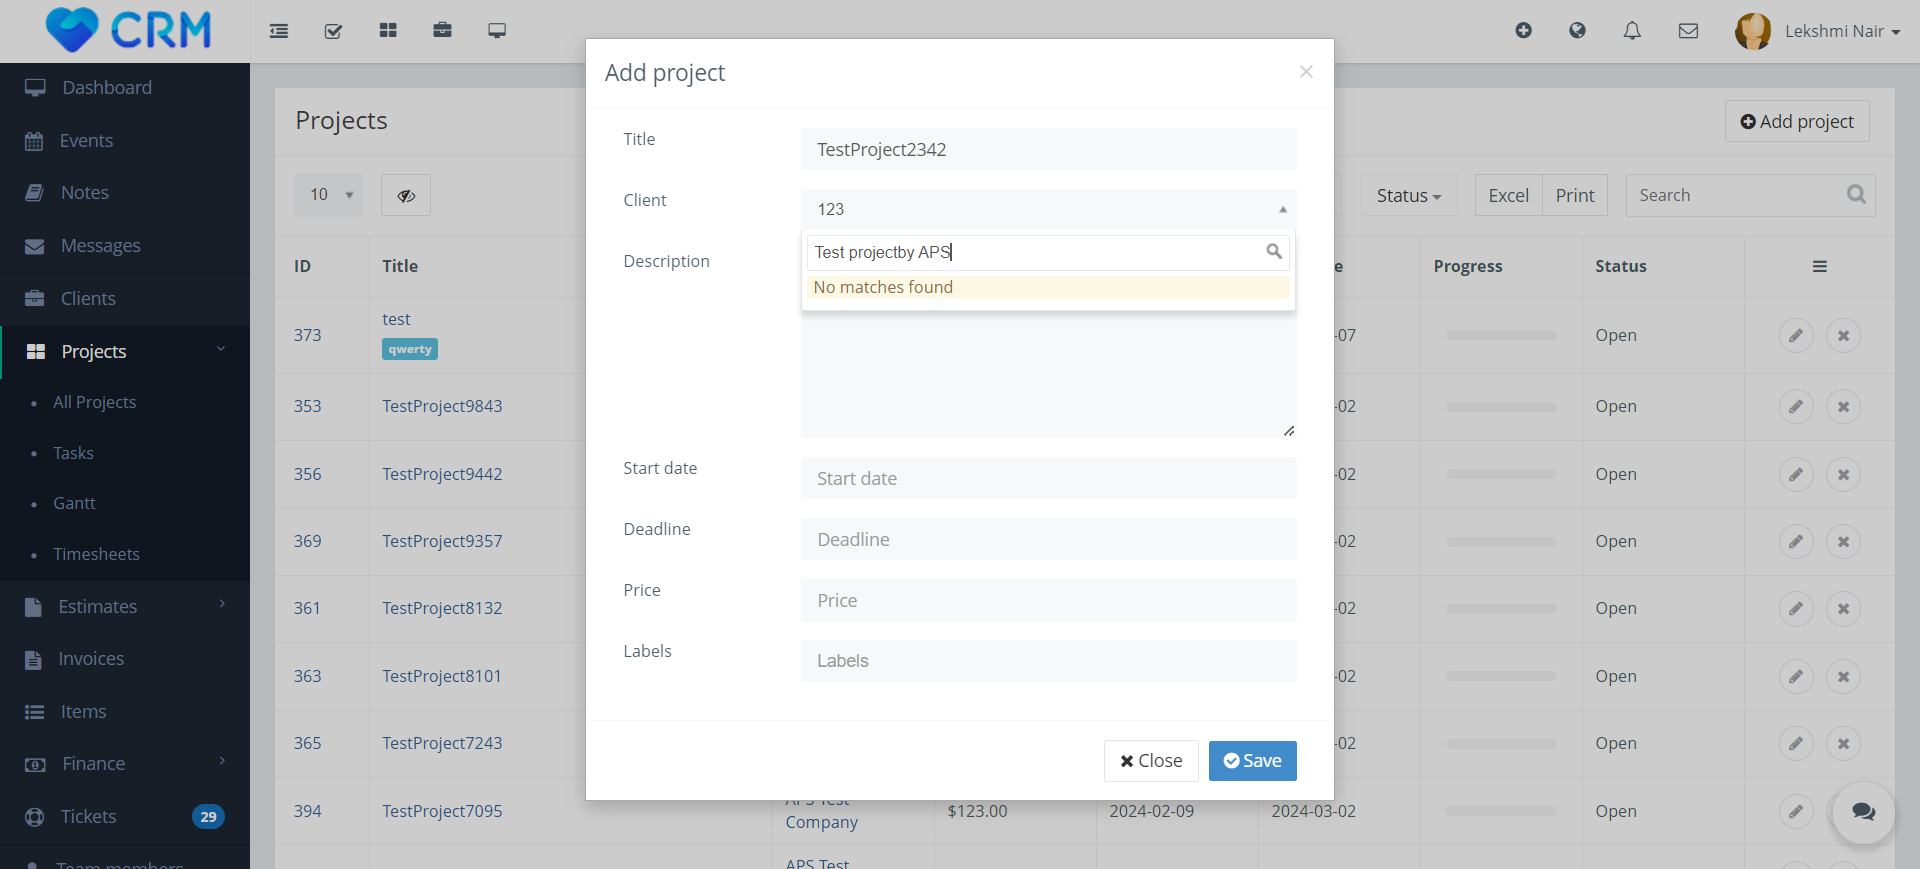 CRM
Lekshmi Nair
Dashboard
Events
Notes
Messages
Clients
Projects
All Projects
Tasks
Gantt
Timesheets
Estimates
Invoices
Items
Finance
Tickets 29
Team members
Projects
Add project
10
Status
Excel
Print
Search
ID Title e Progress Status
373 test -07 Open
qwerty
353 TestProject9843 -02 Open
356 TestProject9442 -02 Open
369 TestProject9357 -02 Open
361 TestProject8132 -02 Open
363 TestProject8101 -02 Open
365 TestProject7243 -02 Open
394 TestProject7095 APS Test $123.00 2024-02-09 2024-03-02 Open
Company
APS Test
Add project
×
Title TestProject2342
Client 123
Test projectby APS
No matches found
Description
Start date Start date
Deadline Deadline
Price Price
Labels Labels
Close
Save